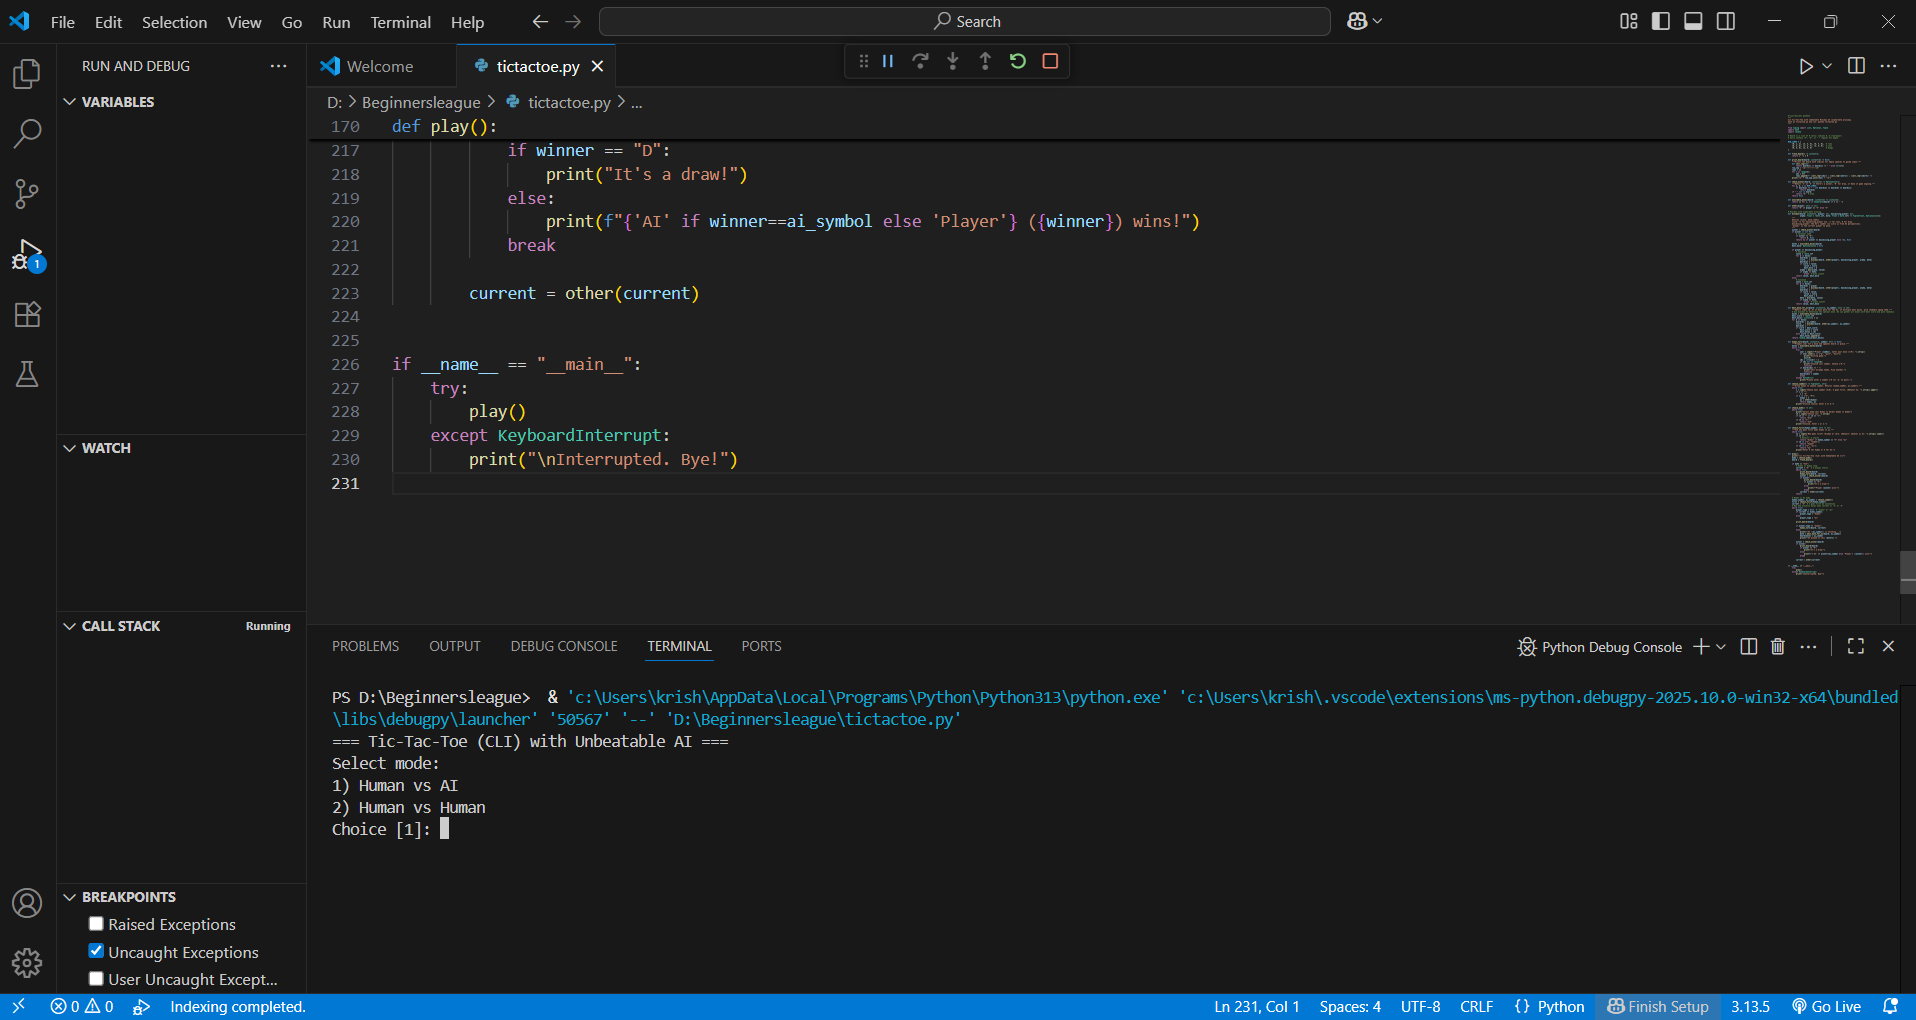 File Edit Selection View Go Run Terminal Help
Search
RUN AND DEBUG
VARIABLES
WATCH
CALL STACK Running
BREAKPOINTS
Raised Exceptions
Uncaught Exceptions
User Uncaught Except...
1
Welcome tictactoe.py
D: > Beginnersleague > tictactoe.py > ...
170 def play():
217 if winner == "D":
218 print("It's a draw!")
219 else:
220 print(f"{'AI' if winner==ai_symbol else 'Player'} ({winner}) wins!")
221 break
222
223 current = other(current)
224
225
226 if __name__ == "__main__":
227 try:
228 play()
229 except KeyboardInterrupt:
230 print("\nInterrupted. Bye!")
231
PROBLEMS OUTPUT DEBUG CONSOLE TERMINAL PORTS
Python Debug Console
PS D:\Beginnersleague> & 'c:\Users\krish\AppData\Local\Programs\Python\Python313\python.exe' 'c:\Users\krish\.vscode\extensions\ms-python.debugpy-2025.10.0-win32-x64\bundled
\libs\debugpy\launcher' '50567' '--' 'D:\Beginnersleague\tictactoe.py'
=== Tic-Tac-Toe (CLI) with Unbeatable AI ===
Select mode:
1) Human vs AI
2) Human vs Human
Choice [1]:
0 0 Indexing completed. Ln 231, Col 1 Spaces: 4 UTF-8 CRLF {} Python Finish Setup 3.13.5 Go Live